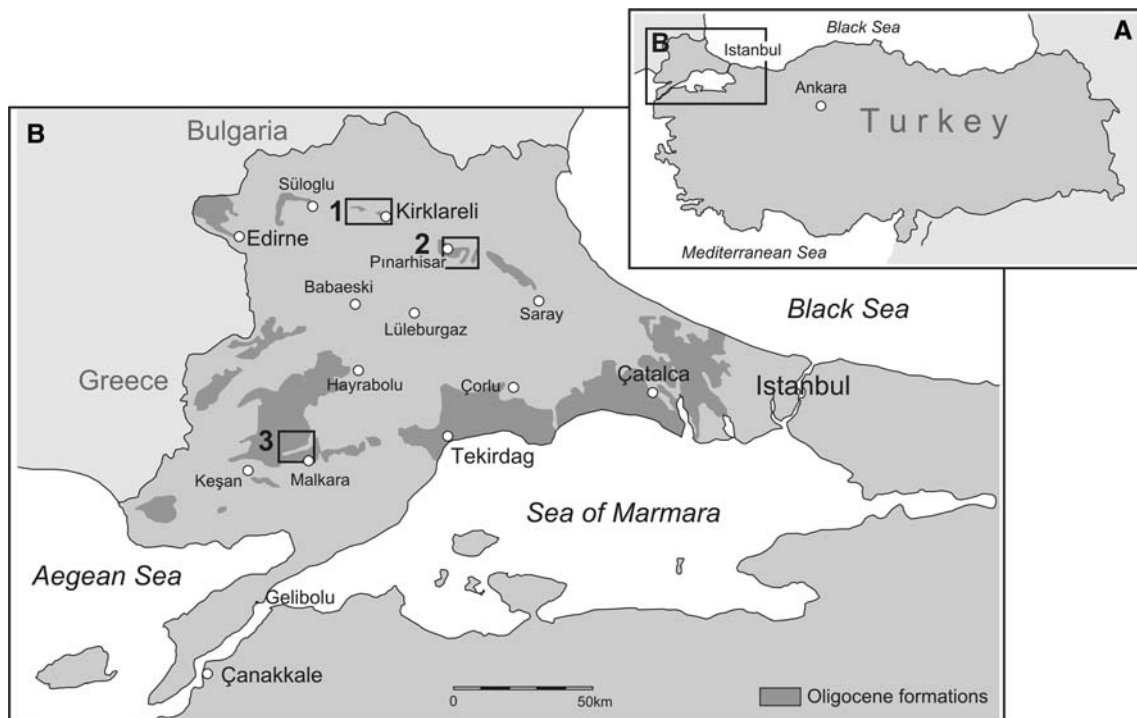 Black Sea
A
B
Istanbul
Ankara
Turkey
Mediterranean Sea
B
Bulgaria
Süloglu
1
Kirklareli
Edirne
2
Pınarhisar
Babaeski
Lüleburgaz
Saray
Black Sea
Greece
Hayrabolu
Çorlu
Çatalca
Istanbul
3
Tekirdag
Keşan
Malkara
Sea of Marmara
Aegean Sea
Gelibolu
Çanakkale
0 50km
Oligocene formations